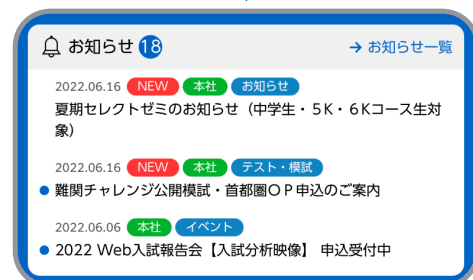 お知らせ 18 → お知らせ一覧
2022.06.16 NEW 本社 お知らせ
夏期セレクトゼミのお知らせ（中学生・５K・６Kコース生対
象）
2022.06.16 NEW 本社 テスト・模試
難関チャレンジ公開模試・首都圏ＯＰ申込のご案内
2022.06.06 本社 イベント
2022 Web入試報告会【入試分析映像】 申込受付中